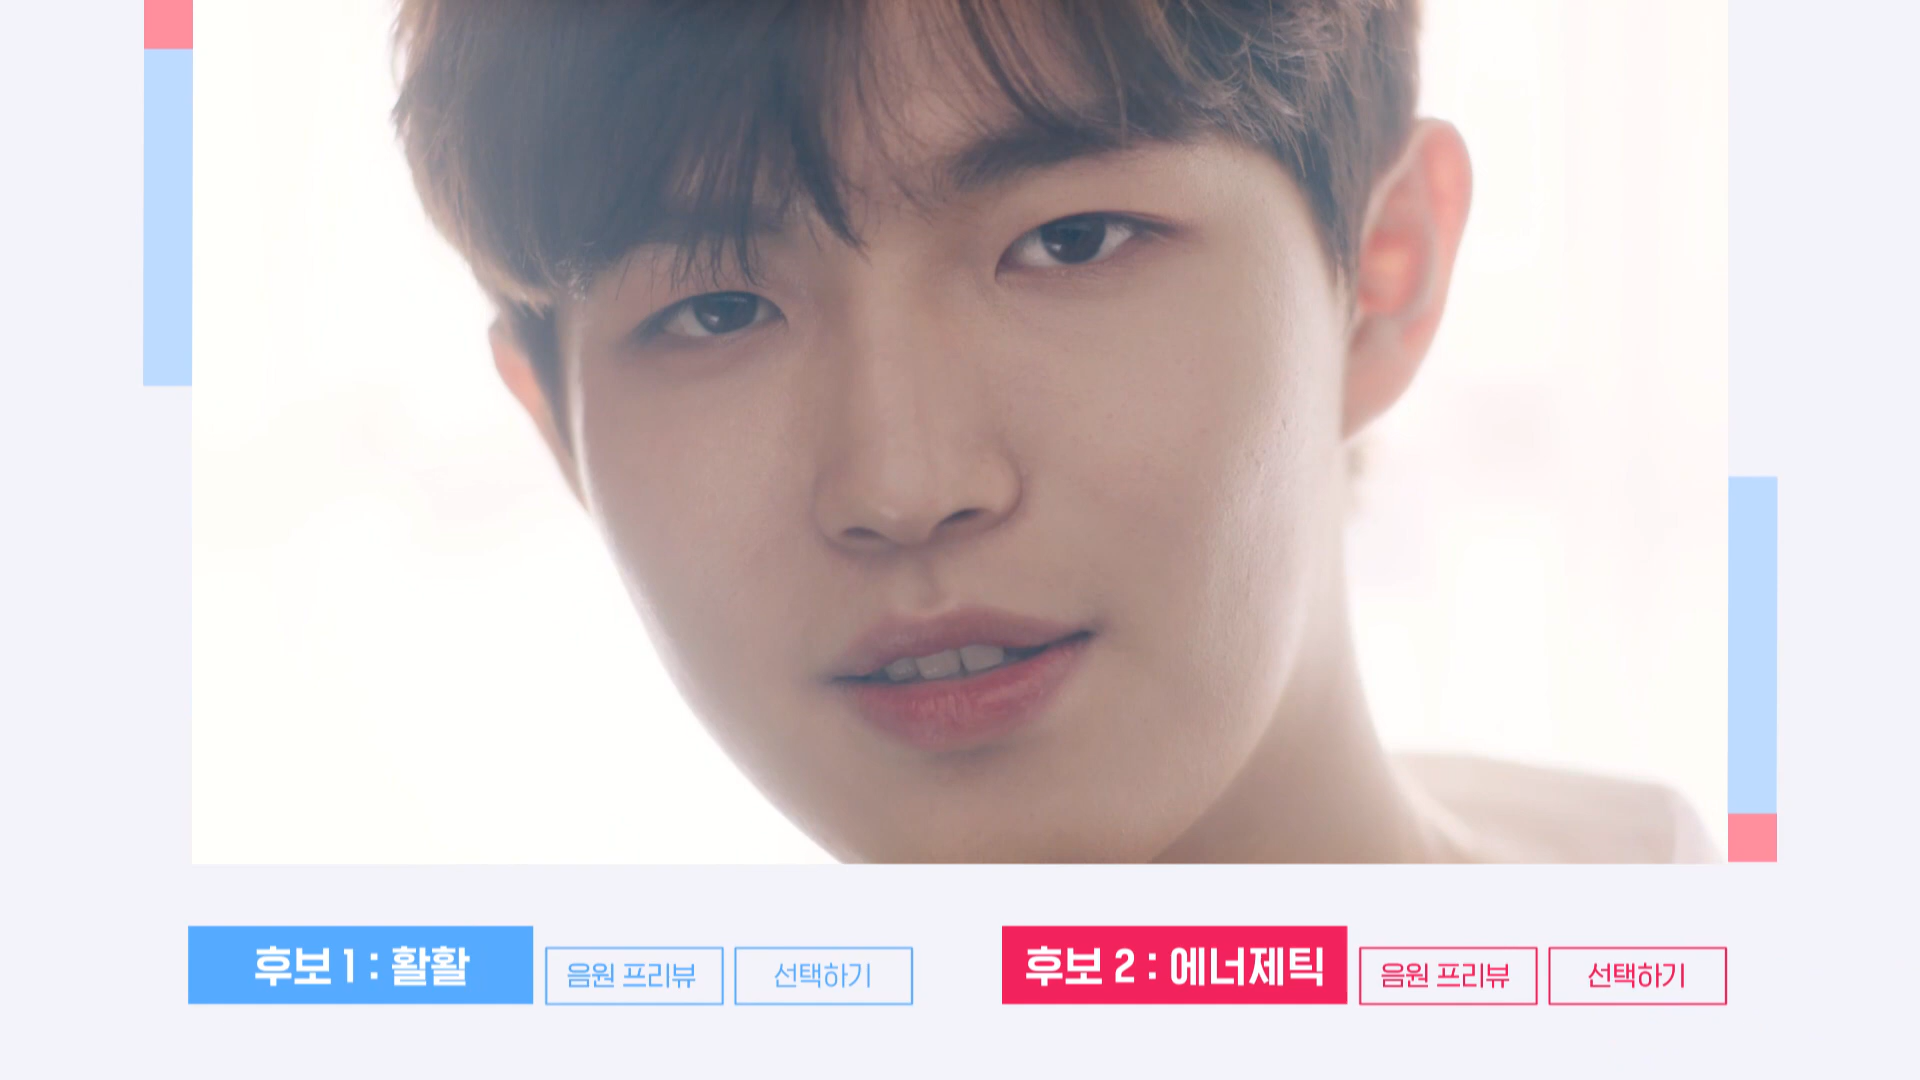 후보 1 : 활활
음원 프리뷰
선택하기
후보 2 : 에너제틱
음원 프리뷰
선택하기